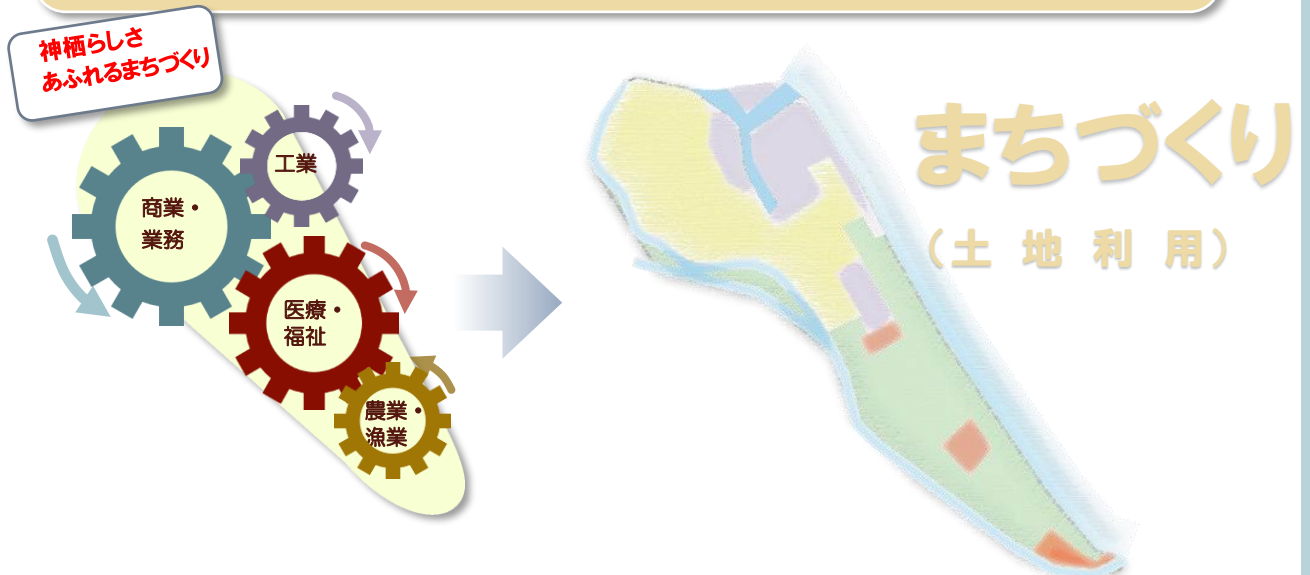 神栖らしさ
あふれるまちづくり
工業
商業・
業務
医療・
福祉
農業・
漁業
まちづくり
（土地利用）